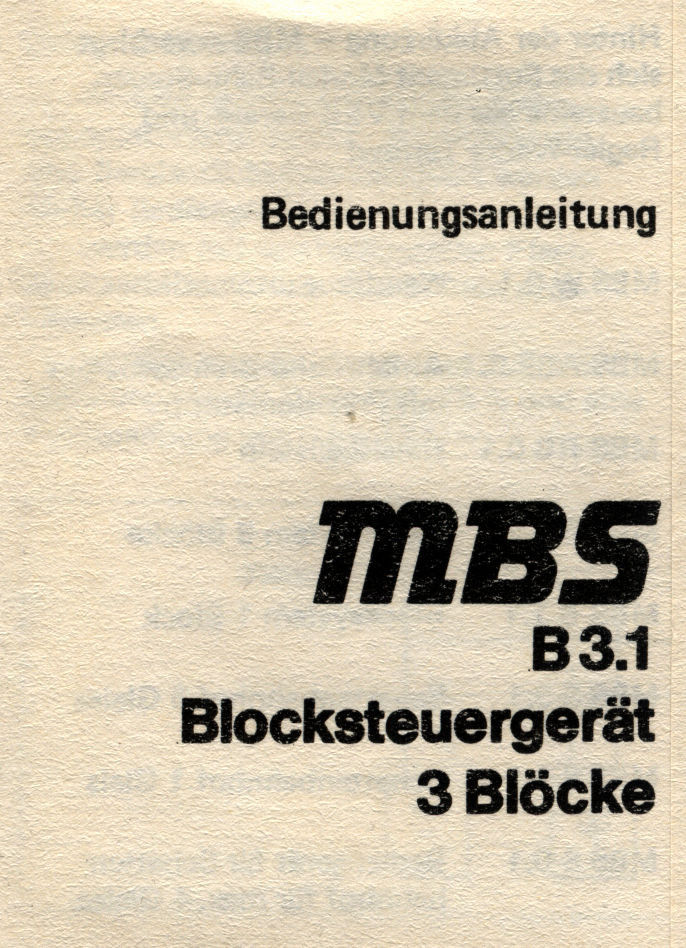 Bedienungsanleitung
MBS
B 3.1
Blocksteuergerät
3 Blöcke